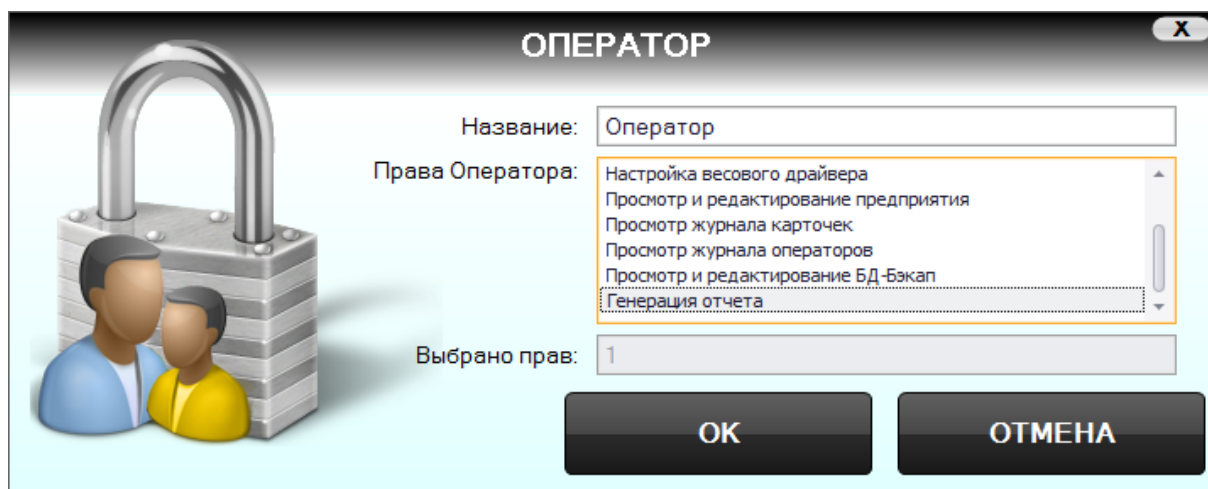 ОПЕРАТОР
X
Название:
Оператор
Права Оператора:
Настройка весового драйвера
Просмотр и редактирование предприятия
Просмотр журнала карточек
Просмотр журнала операторов
Просмотр и редактирование БД-Бэкап
Генерация отчета
Выбрано прав:
1
ОК
ОТМЕНА